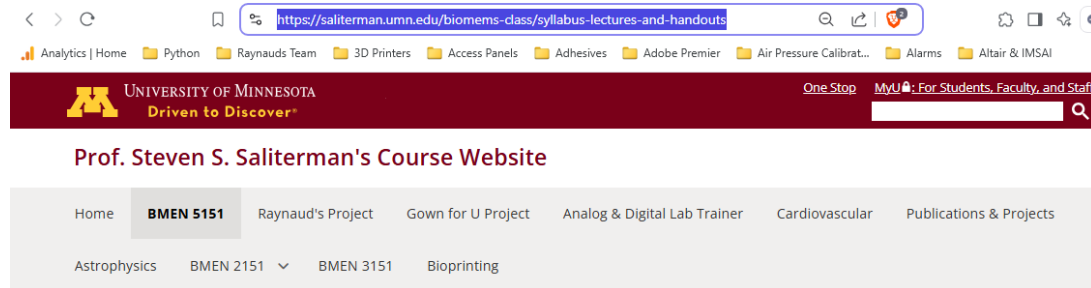 https://saliterman.umn.edu/biomems-class/syllabus-lectures-and-handouts
2
Analytics | Home Python Raynauds Team 3D Printers Access Panels Adhesives Adobe Premier Air Pressure Calibrat... Alarms Altair & IMSAI
UNIVERSITY OF MINNESOTA
Driven to Discover®
One Stop MyU: For Students, Faculty, and Staff
Prof. Steven S. Saliterman's Course Website
Home BMEN 5151 Raynaud's Project Gown for U Project Analog & Digital Lab Trainer Cardiovascular Publications & Projects
Astrophysics BMEN 2151 BMEN 3151 Bioprinting